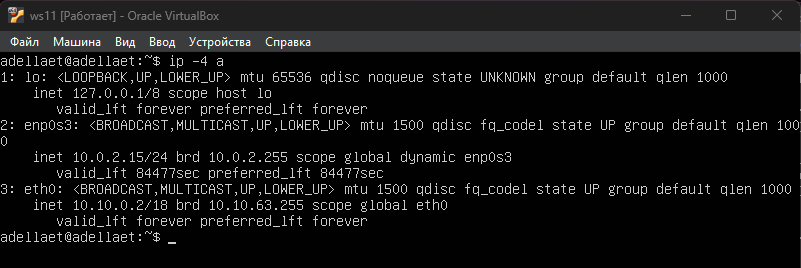 ws11 [Работает] - Oracle VirtualBox
Файл Машина Вид Ввод Устройства Справка
adellaet@adellaet:~$ ip -4 a
1: lo: <LOOPBACK,UP,LOWER_UP> mtu 65536 qdisc noqueue state UNKNOWN group default qlen 1000
    inet 127.0.0.1/8 scope host lo
       valid_lft forever preferred_lft forever
2: enp0s3: <BROADCAST,MULTICAST,UP,LOWER_UP> mtu 1500 qdisc fq_codel state UP group default qlen 100
0
    inet 10.0.2.15/24 brd 10.0.2.255 scope global dynamic enp0s3
       valid_lft 84477sec preferred_lft 84477sec
3: eth0: <BROADCAST,MULTICAST,UP,LOWER_UP> mtu 1500 qdisc fq_codel state UP group default qlen 1000
    inet 10.10.0.2/18 brd 10.10.63.255 scope global eth0
       valid_lft forever preferred_lft forever
adellaet@adellaet:~$ _